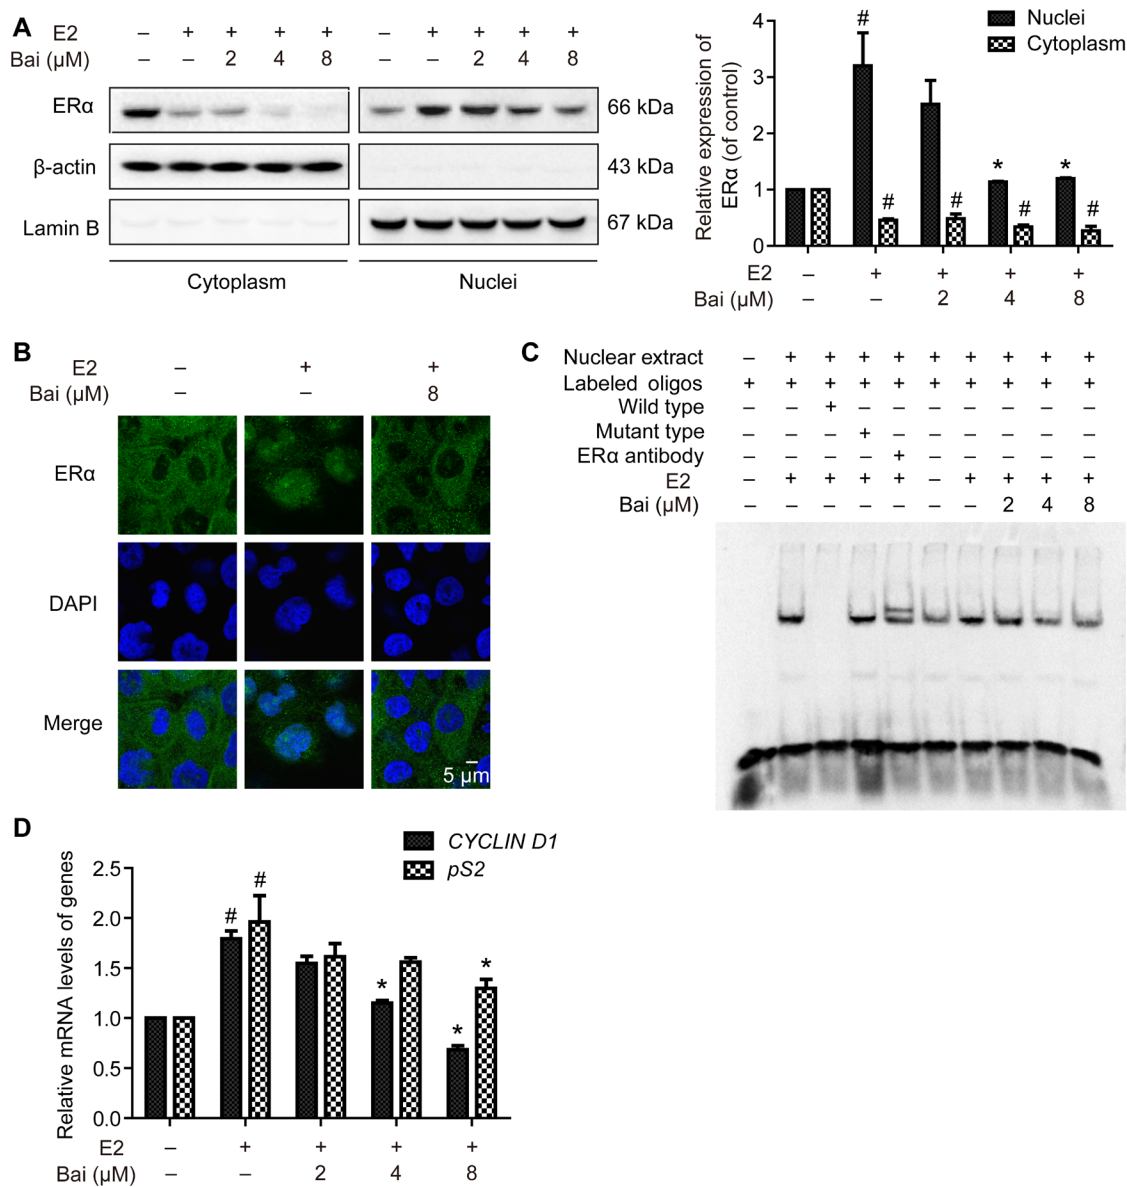 A
E2 – + + + + – + + + +
Bai (μM) – – 2 4 8 – – 2 4 8
ERα 66 kDa
β-actin 43 kDa
Lamin B 67 kDa
Cytoplasm Nuclei
Nuclei
Cytoplasm
Relative expression of
ERα (of control)
4
3
2
1
0
# # # * # * #
E2 – + + + +
Bai (μM) – – 2 4 8
B
E2 – + +
Bai (μM) – – 8
ERα
DAPI
Merge
5 μm
C
Nuclear extract – + + + + + + + + +
Labeled oligos + + + + + + + + + +
Wild type – – + – – – – – – –
Mutant type – – – + – – – – – –
ERα antibody – – – – + – – – – –
E2 – + + + + – + + + +
Bai (μM) – – – – – – – 2 4 8
D
CYCLIN D1
pS2
Relative mRNA levels of genes
2.5
2.0
1.5
1.0
0.5
0.0
# # * * *
E2 – + + + +
Bai (μM) – – 2 4 8